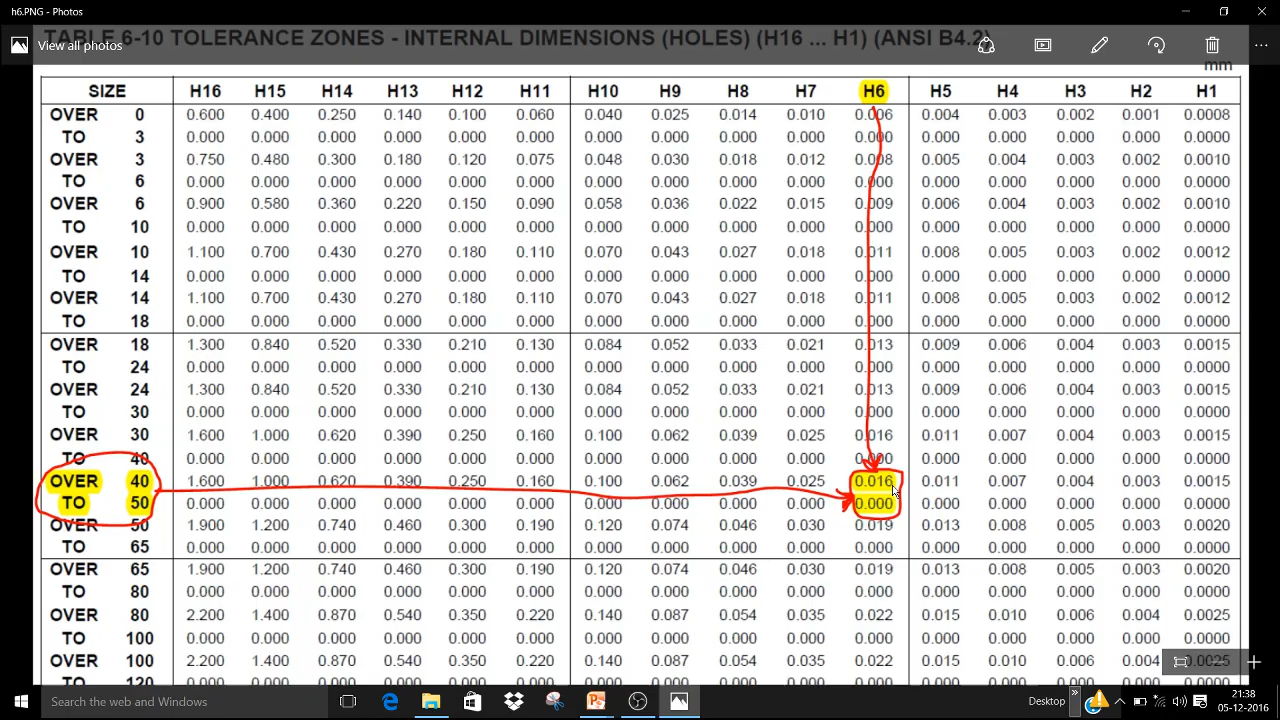 h6.PNG - Photos
View all photos
TABLE 6-10 TOLERANCE ZONES - INTERNAL DIMENSIONS (HOLES) (H16 ... H1) (ANSI B4.2)
mm
SIZE H16 H15 H14 H13 H12 H11 H10 H9 H8 H7 H6 H5 H4 H3 H2 H1
OVER 0 0.600 0.400 0.250 0.140 0.100 0.060 0.040 0.025 0.014 0.010 0.006 0.004 0.003 0.002 0.001 0.0008
TO 3 0.000 0.000 0.000 0.000 0.000 0.000 0.000 0.000 0.000 0.000 0.000 0.000 0.000 0.000 0.000 0.0000
OVER 3 0.750 0.480 0.300 0.180 0.120 0.075 0.048 0.030 0.018 0.012 0.008 0.005 0.004 0.003 0.002 0.0010
TO 6 0.000 0.000 0.000 0.000 0.000 0.000 0.000 0.000 0.000 0.000 0.000 0.000 0.000 0.000 0.000 0.0000
OVER 6 0.900 0.580 0.360 0.220 0.150 0.090 0.058 0.036 0.022 0.015 0.009 0.006 0.004 0.003 0.002 0.0010
TO 10 0.000 0.000 0.000 0.000 0.000 0.000 0.000 0.000 0.000 0.000 0.000 0.000 0.000 0.000 0.000 0.0000
OVER 10 1.100 0.700 0.430 0.270 0.180 0.110 0.070 0.043 0.027 0.018 0.011 0.008 0.005 0.003 0.002 0.0012
TO 14 0.000 0.000 0.000 0.000 0.000 0.000 0.000 0.000 0.000 0.000 0.000 0.000 0.000 0.000 0.000 0.0000
OVER 14 1.100 0.700 0.430 0.270 0.180 0.110 0.070 0.043 0.027 0.018 0.011 0.008 0.005 0.003 0.002 0.0012
TO 18 0.000 0.000 0.000 0.000 0.000 0.000 0.000 0.000 0.000 0.000 0.000 0.000 0.000 0.000 0.000 0.0000
OVER 18 1.300 0.840 0.520 0.330 0.210 0.130 0.084 0.052 0.033 0.021 0.013 0.009 0.006 0.004 0.003 0.0015
TO 24 0.000 0.000 0.000 0.000 0.000 0.000 0.000 0.000 0.000 0.000 0.000 0.000 0.000 0.000 0.000 0.0000
OVER 24 1.300 0.840 0.520 0.330 0.210 0.130 0.084 0.052 0.033 0.021 0.013 0.009 0.006 0.004 0.003 0.0015
TO 30 0.000 0.000 0.000 0.000 0.000 0.000 0.000 0.000 0.000 0.000 0.000 0.000 0.000 0.000 0.000 0.0000
OVER 30 1.600 1.000 0.620 0.390 0.250 0.160 0.100 0.062 0.039 0.025 0.016 0.011 0.007 0.004 0.003 0.0015
TO 40 0.000 0.000 0.000 0.000 0.000 0.000 0.000 0.000 0.000 0.000 0.000 0.000 0.000 0.000 0.000 0.0000
OVER 40 1.600 1.000 0.620 0.390 0.250 0.160 0.100 0.062 0.039 0.025 0.016 0.011 0.007 0.004 0.003 0.0015
TO 50 0.000 0.000 0.000 0.000 0.000 0.000 0.000 0.000 0.000 0.000 0.000 0.000 0.000 0.000 0.000 0.0000
OVER 50 1.900 1.200 0.740 0.460 0.300 0.190 0.120 0.074 0.046 0.030 0.019 0.013 0.008 0.005 0.003 0.0020
TO 65 0.000 0.000 0.000 0.000 0.000 0.000 0.000 0.000 0.000 0.000 0.000 0.000 0.000 0.000 0.000 0.0000
OVER 65 1.900 1.200 0.740 0.460 0.300 0.190 0.120 0.074 0.046 0.030 0.019 0.013 0.008 0.005 0.003 0.0020
TO 80 0.000 0.000 0.000 0.000 0.000 0.000 0.000 0.000 0.000 0.000 0.000 0.000 0.000 0.000 0.000 0.0000
OVER 80 2.200 1.400 0.870 0.540 0.350 0.220 0.140 0.087 0.054 0.035 0.022 0.015 0.010 0.006 0.004 0.0025
TO 100 0.000 0.000 0.000 0.000 0.000 0.000 0.000 0.000 0.000 0.000 0.000 0.000 0.000 0.000 0.000 0.0000
OVER 100 2.200 1.400 0.870 0.540 0.350 0.220 0.140 0.087 0.054 0.035 0.022 0.015 0.010 0.006 0.004 0.0025
TO 120 0.000 0.000 0.000 0.000 0.000 0.000 0.000 0.000 0.000 0.000 0.000 0.000 0.000 0.000 0.000 0.0000
Search the web and Windows
Desktop
21:38
05-12-2016